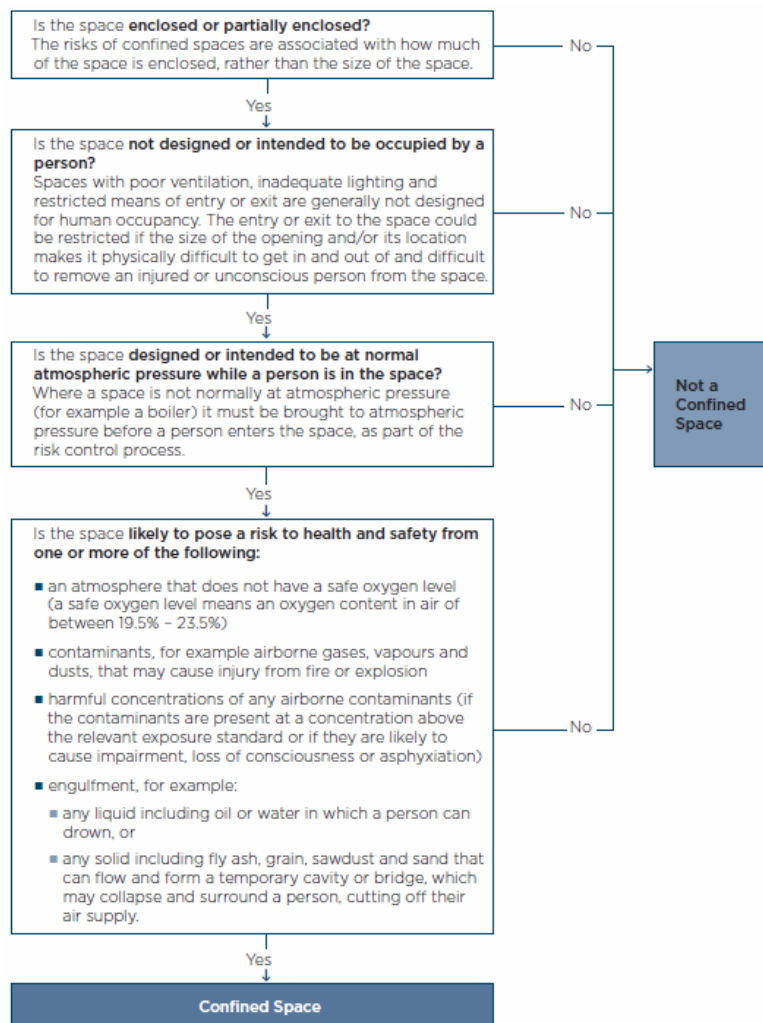 Is the space enclosed or partially enclosed?
The risks of confined spaces are associated with how much
of the space is enclosed, rather than the size of the space.
No
Yes
Is the space not designed or intended to be occupied by a
person?
Spaces with poor ventilation, inadequate lighting and
restricted means of entry or exit are generally not designed
for human occupancy. The entry or exit to the space could
be restricted if the size of the opening and/or its location
makes it physically difficult to get in and out of and difficult
to remove an injured or unconscious person from the space.
No
Yes
Is the space designed or intended to be at normal
atmospheric pressure while a person is in the space?
Where a space is not normally at atmospheric pressure
(for example a boiler) it must be brought to atmospheric
pressure before a person enters the space, as part of the
risk control process.
No
Not a
Confined
Space
Yes
Is the space likely to pose a risk to health and safety from
one or more of the following:
■ an atmosphere that does not have a safe oxygen level
(a safe oxygen level means an oxygen content in air of
between 19.5% – 23.5%)
■ contaminants, for example airborne gases, vapours and
dusts, that may cause injury from fire or explosion
■ harmful concentrations of any airborne contaminants (if
the contaminants are present at a concentration above
the relevant exposure standard or if they are likely to
cause impairment, loss of consciousness or asphyxiation)
■ engulfment, for example:
■ any liquid including oil or water in which a person can
drown, or
■ any solid including fly ash, grain, sawdust and sand that
can flow and form a temporary cavity or bridge, which
may collapse and surround a person, cutting off their
air supply.
No
Yes
Confined Space